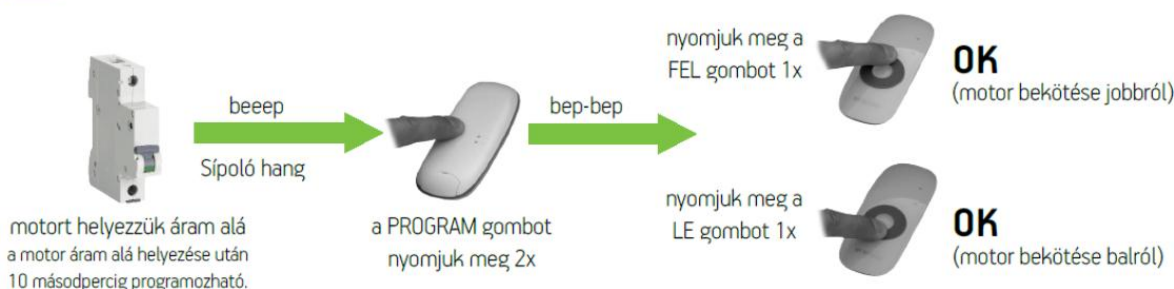 beeep
Sípoló hang
motort helyezzük áram alá
a motor áram alá helyezése után
10 másodpercig programozható.
a PROGRAM gombot
nyomjuk meg 2x
bep-bep
nyomjuk meg a
FEL gombot 1x
OK
(motor bekötése jobbról)
nyomjuk meg a
LE gombot 1x
OK
(motor bekötése balról)